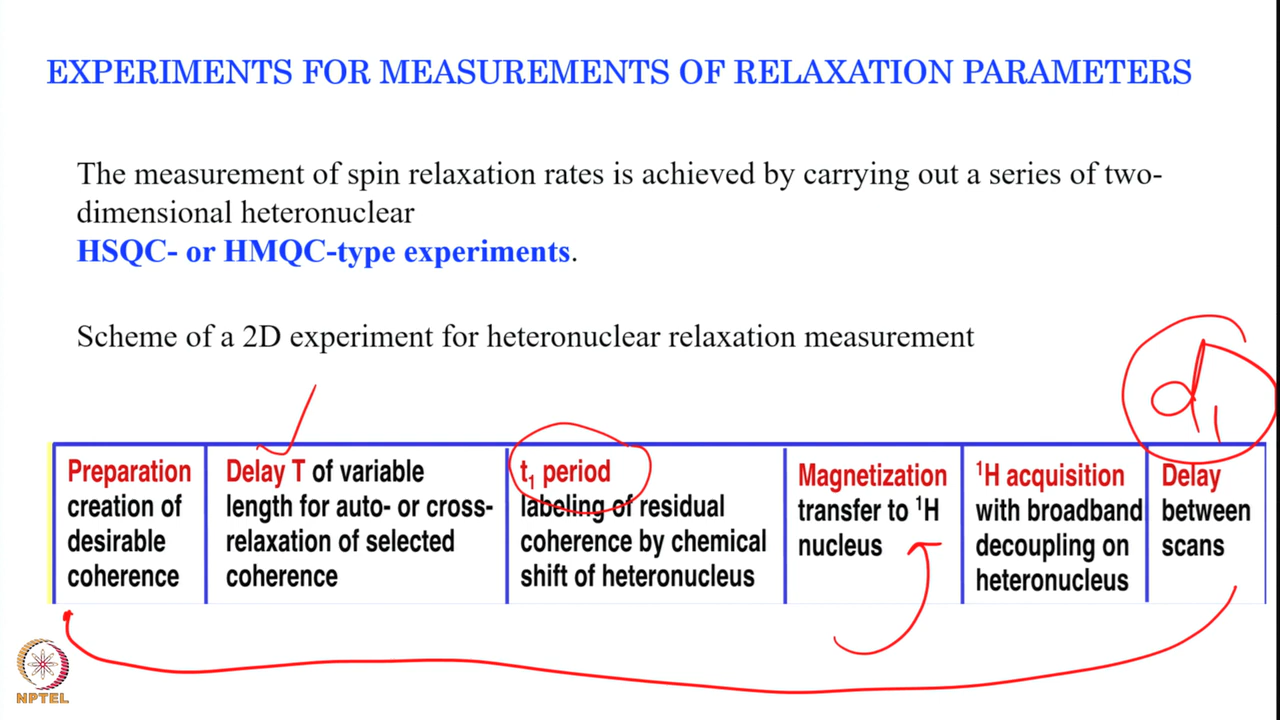 EXPERIMENTS FOR MEASUREMENTS OF RELAXATION PARAMETERS
The measurement of spin relaxation rates is achieved by carrying out a series of two-
dimensional heteronuclear
HSQC- or HMQC-type experiments.
Scheme of a 2D experiment for heteronuclear relaxation measurement
d1
Preparation
creation of
desirable
coherence
Delay T of variable
length for auto- or cross-
relaxation of selected
coherence
t₁ period
labeling of residual
coherence by chemical
shift of heteronucleus
Magnetization
transfer to ¹H
nucleus
¹H acquisition
with broadband
decoupling on
heteronucleus
Delay
between
scans
NPTEL